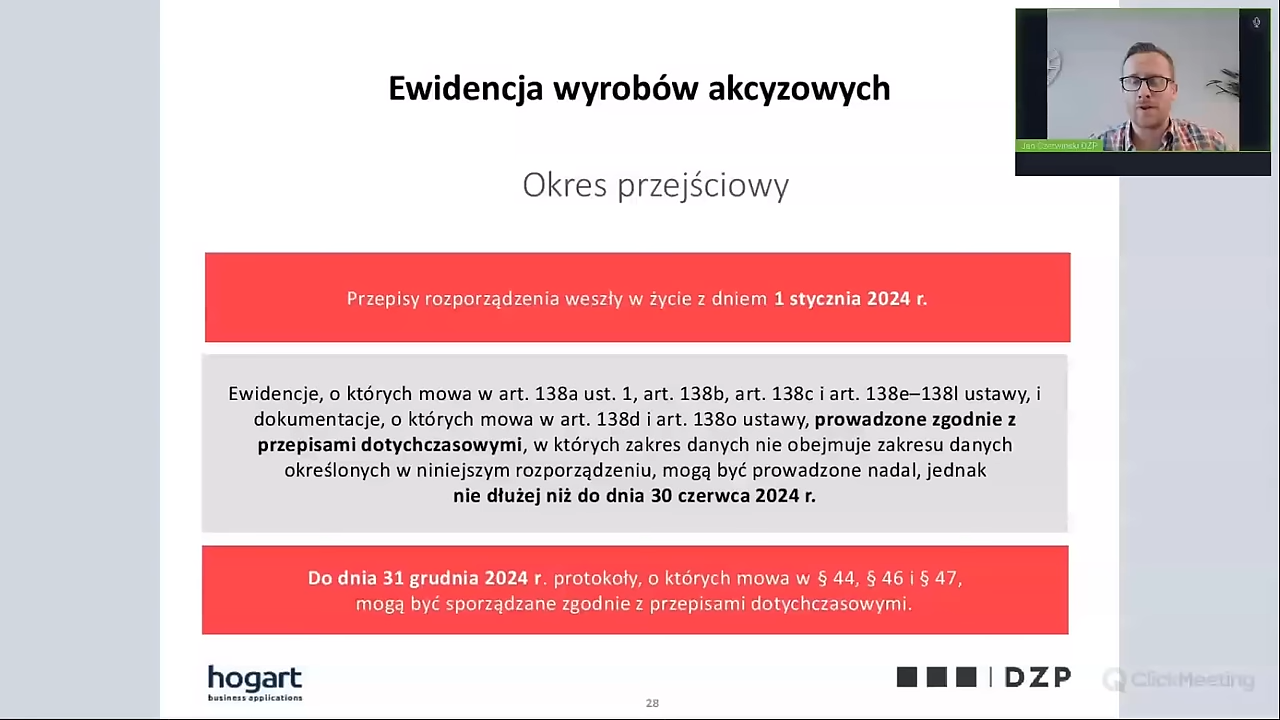 Ewidencja wyrobów akcyzowych
Jan Czerwiński DZP
Okres przejściowy
Przepisy rozporządzenia weszły w życie z dniem 1 stycznia 2024 r.
Ewidencje, o których mowa w art. 138a ust. 1, art. 138b, art. 138c i art. 138e–138l ustawy, i
dokumentacje, o których mowa w art. 138d i art. 138o ustawy, prowadzone zgodnie z
przepisami dotychczasowymi, w których zakres danych nie obejmuje zakresu danych
określonych w niniejszym rozporządzeniu, mogą być prowadzone nadal, jednak
nie dłużej niż do dnia 30 czerwca 2024 r.
Do dnia 31 grudnia 2024 r. protokoły, o których mowa w § 44, § 46 i § 47,
mogą być sporządzane zgodnie z przepisami dotychczasowymi.
hogart
business applications
28
DZP
ClickMeeting